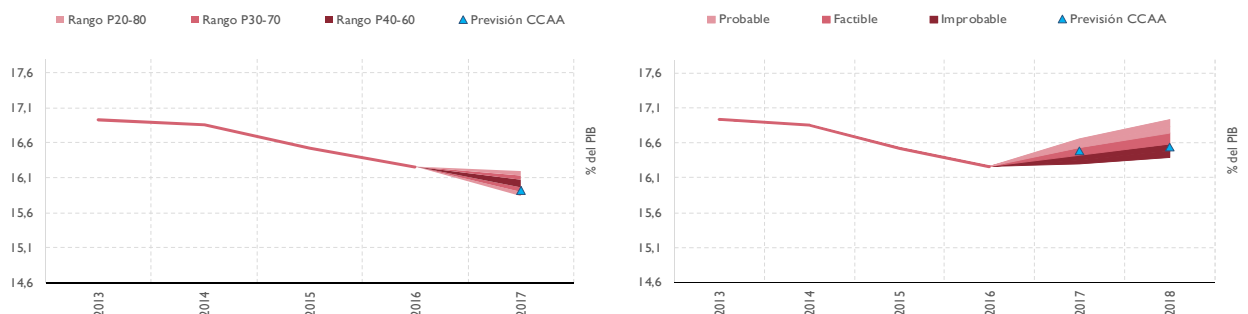 Rango P20-80 Rango P30-70 Rango P40-60 Previsión CCAA
17,6
17,1
16,6
16,1
15,6
15,1
14,6
2013 2014 2015 2016 2017
% del PIB
Probable Factible Improbable Previsión CCAA
17,6
17,1
16,6
16,1
15,6
15,1
14,6
2013 2014 2015 2016 2017 2018
% del PIB